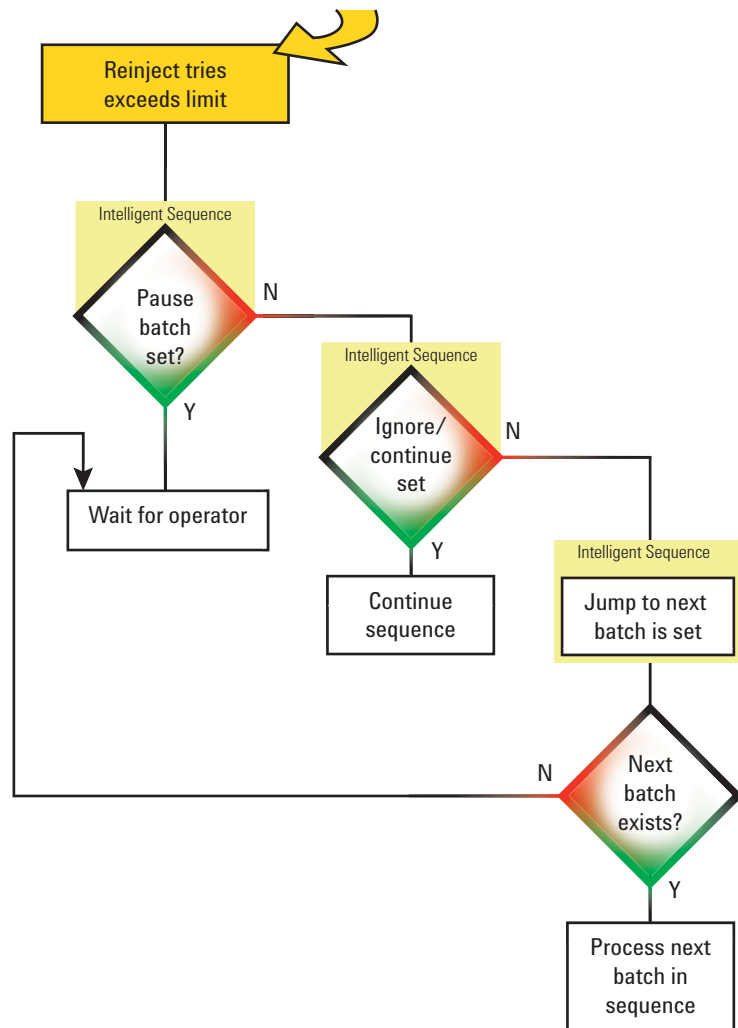 Reinject tries
exceeds limit
Intelligent Sequence
Pause
batch
set?
N
Y
Wait for operator
Intelligent Sequence
Ignore/
continue
set
N
Y
Continue
sequence
Intelligent Sequence
Jump to next
batch is set
Next
batch
exists?
N
Y
Process next
batch in
sequence